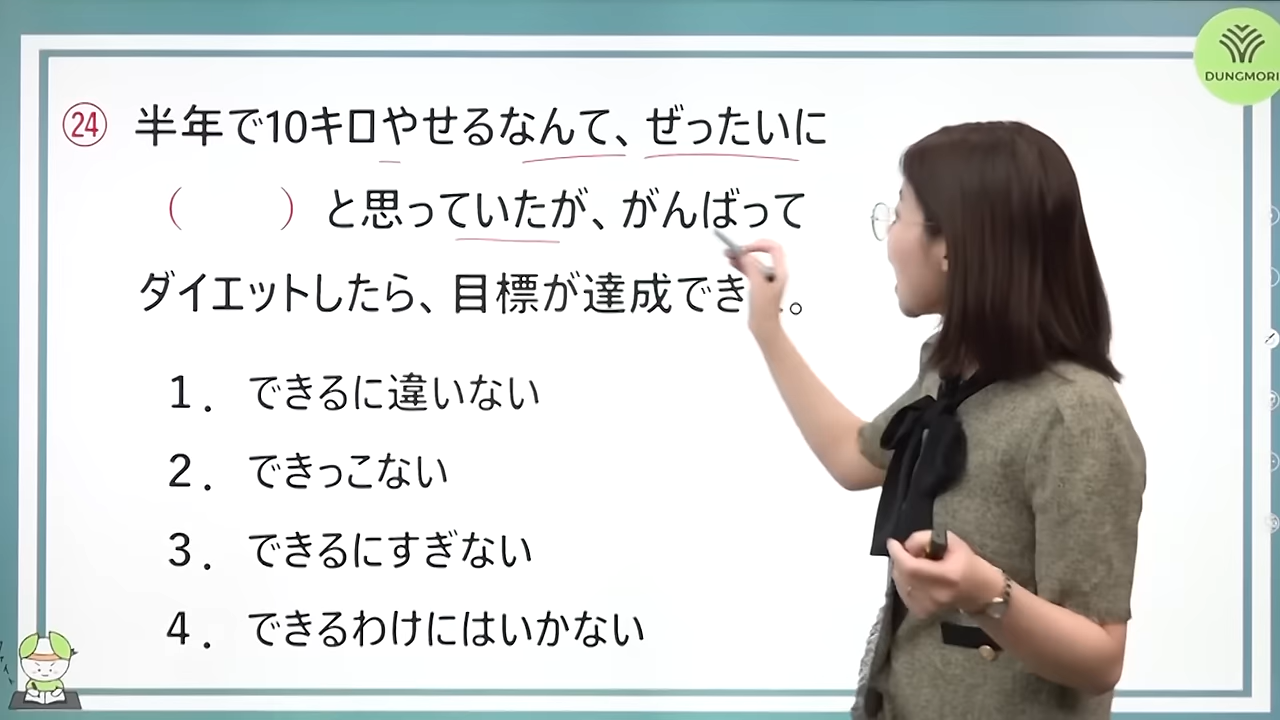 ㉔ 半年で10キロやせるなんて、ぜったいに
( ) と思っていたが、がんばって
ダイエットしたら、目標が達成でき 。
1. できるに違いない
2. できっこない
3. できるにすぎない
4. できるわけにはいかない
DUNGMORI